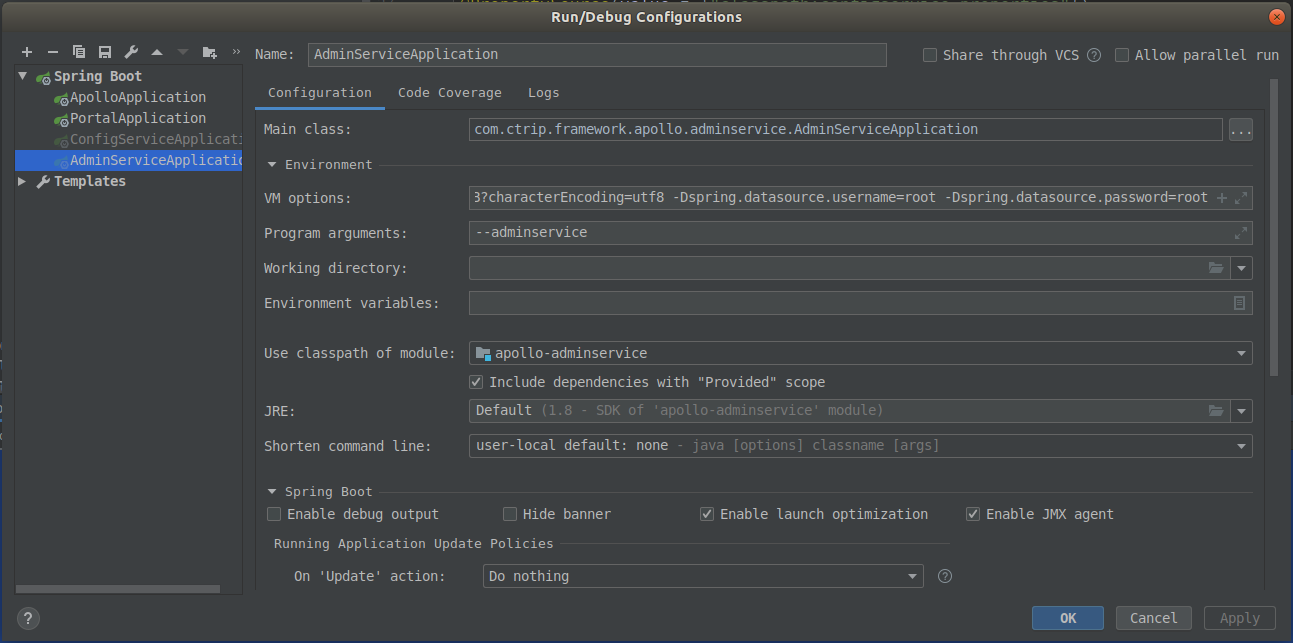 Run/Debug Configurations
Name: AdminServiceApplication
Share through VCS ?
Allow parallel run
Spring Boot
ApolloApplication
PortalApplication
ConfigServiceApplicati
AdminServiceApplicatio
Templates
Configuration Code Coverage Logs
Main class: com.ctrip.framework.apollo.adminservice.AdminServiceApplication ...
Environment
VM options: 3?characterEncoding=utf8 -Dspring.datasource.username=root -Dspring.datasource.password=root
Program arguments: --adminservice
Working directory:
Environment variables:
Use classpath of module: apollo-adminservice
Include dependencies with "Provided" scope
JRE: Default (1.8 - SDK of 'apollo-adminservice' module)
Shorten command line: user-local default: none - java [options] classname [args]
Spring Boot
Enable debug output Hide banner Enable launch optimization Enable JMX agent
Running Application Update Policies
On 'Update' action: Do nothing ?
? OK Cancel Apply